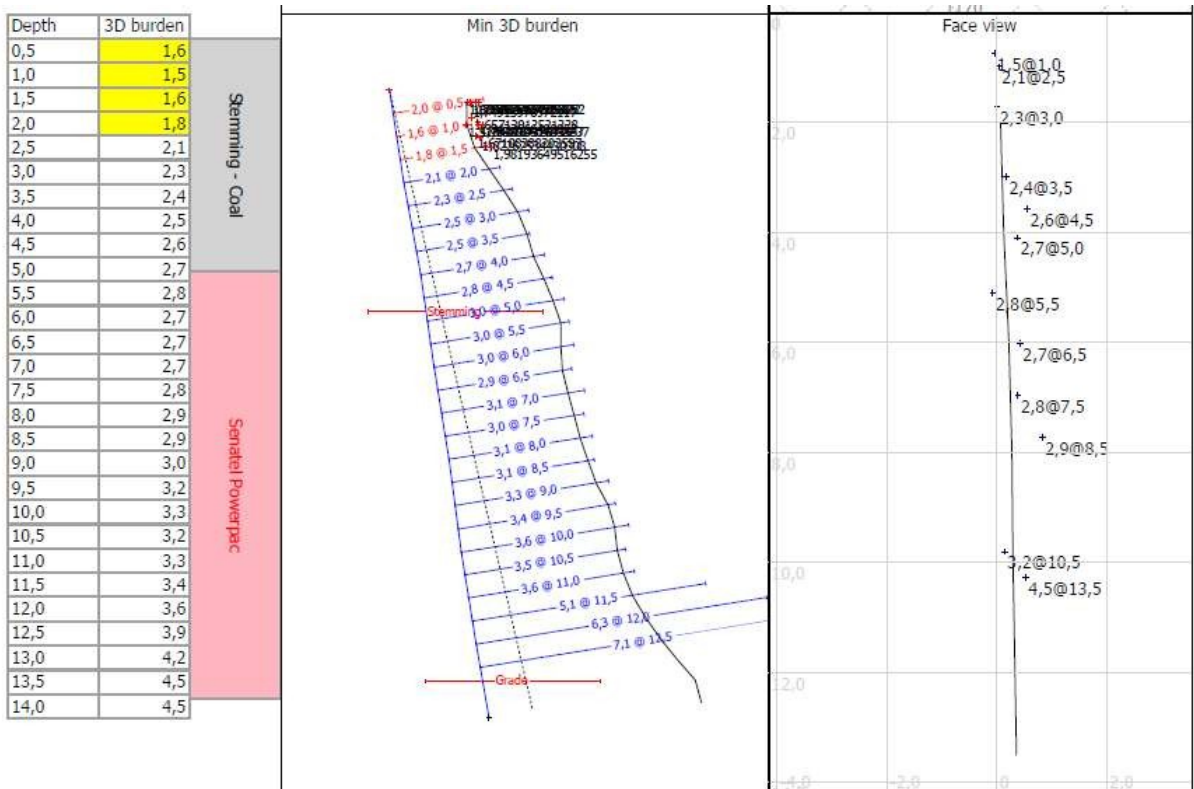 Depth 3D burden
0,5 1,6
1,0 1,5
1,5 1,6
2,0 1,8
2,5 2,1
3,0 2,3
3,5 2,4
4,0 2,5
4,5 2,6
5,0 2,7
5,5 2,8
6,0 2,7
6,5 2,7
7,0 2,7
7,5 2,8
8,0 2,9
8,5 2,9
9,0 3,0
9,5 3,2
10,0 3,3
10,5 3,2
11,0 3,3
11,5 3,4
12,0 3,6
12,5 3,9
13,0 4,2
13,5 4,5
14,0 4,5
Stemming - Coal
Senatel Powerpac
Min 3D burden
2,0 @ 0,5
1,6 @ 1,0
1,8 @ 1,5
1,98193649516255
2,1 @ 2,0
2,3 @ 2,5
2,5 @ 3,0
2,5 @ 3,5
2,7 @ 4,0
2,8 @ 4,5
Stemming
3,0 @ 5,0
3,0 @ 5,5
3,0 @ 6,0
2,9 @ 6,5
3,1 @ 7,0
3,0 @ 7,5
3,1 @ 8,0
3,1 @ 8,5
3,3 @ 9,0
3,4 @ 9,5
3,6 @ 10,0
3,5 @ 10,5
3,6 @ 11,0
5,1 @ 11,5
6,3 @ 12,0
7,1 @ 12,5
Grade
Face view
0
1,5@1,0
2,1@2,5
2,3@3,0
2,0
2,4@3,5
2,6@4,5
4,0
2,7@5,0
2,8@5,5
6,0
2,7@6,5
2,8@7,5
8,0
2,9@8,5
10,0
3,2@10,5
4,5@13,5
12,0
-4,0 -2,0 0 2,0